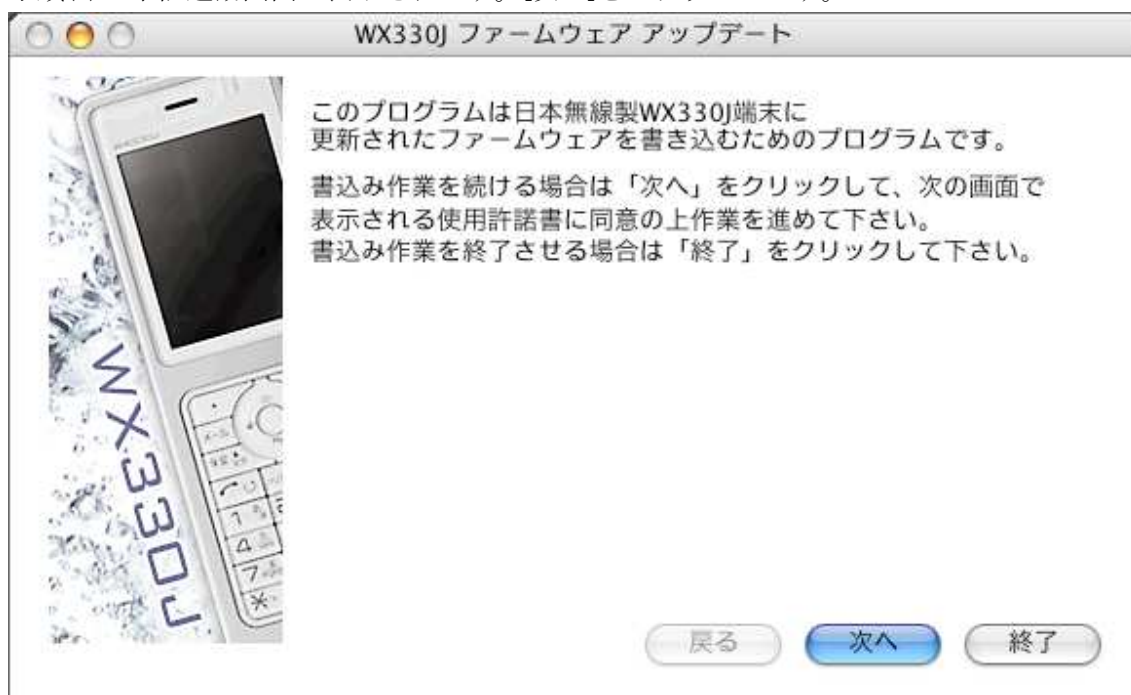 WX330J ファームウェア アップデート
このプログラムは日本無線製WX330J端末に
更新されたファームウェアを書き込むためのプログラムです。
書込み作業を続ける場合は「次へ」をクリックして、次の画面で
表示される使用許諾書に同意の上作業を進めて下さい。
書込み作業を終了させる場合は「終了」をクリックして下さい。
WX330J
戻る
次へ
終了